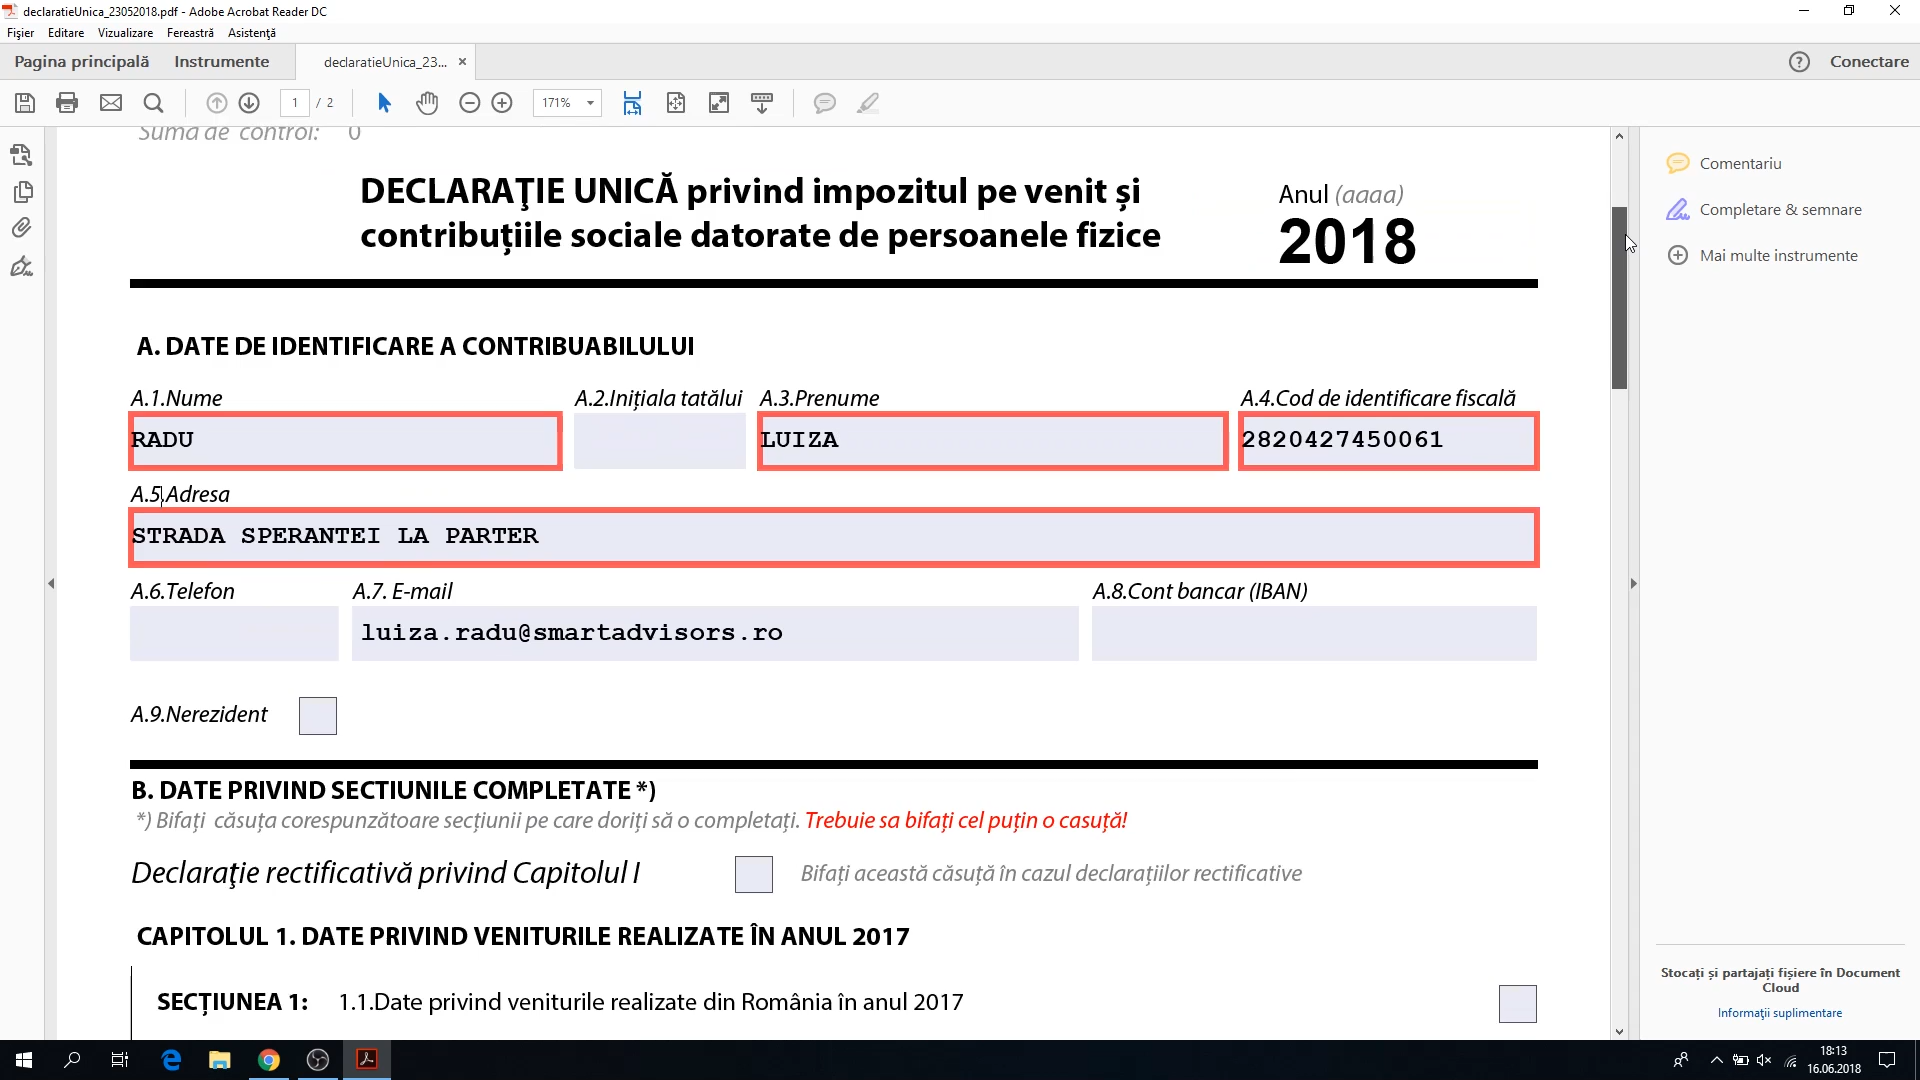 declaratieUnica_23052018.pdf - Adobe Acrobat Reader DC
Fișier Editare Vizualizare Fereastră Asistență
Pagina principală Instrumente declaratieUnica_23... × Conectare
1 / 2 171%
Suma de control: 0
DECLARAŢIE UNICĂ privind impozitul pe venit și
contribuțiile sociale datorate de persoanele fizice
Anul (aaaa)
2018
A. DATE DE IDENTIFICARE A CONTRIBUABILULUI
A.1.Nume A.2.Inițiala tatălui A.3.Prenume A.4.Cod de identificare fiscală
RADU LUIZA 2820427450061
A.5.Adresa
STRADA SPERANTEI LA PARTER
A.6.Telefon A.7. E-mail A.8.Cont bancar (IBAN)
luiza.radu@smartadvisors.ro
A.9.Nerezident
B. DATE PRIVIND SECTIUNILE COMPLETATE *)
*) Bifați căsuța corespunzătoare secțiunii pe care doriți să o completați. Trebuie sa bifați cel puțin o casuță!
Declaraţie rectificativă privind Capitolul I Bifați această căsuță în cazul declarațiilor rectificative
CAPITOLUL 1. DATE PRIVIND VENITURILE REALIZATE ÎN ANUL 2017
SECȚIUNEA 1: 1.1.Date privind veniturile realizate din România în anul 2017
Comentariu
Completare & semnare
Mai multe instrumente
Stocați și partajați fișiere în Document
Cloud
Informații suplimentare
18:13
16.06.2018